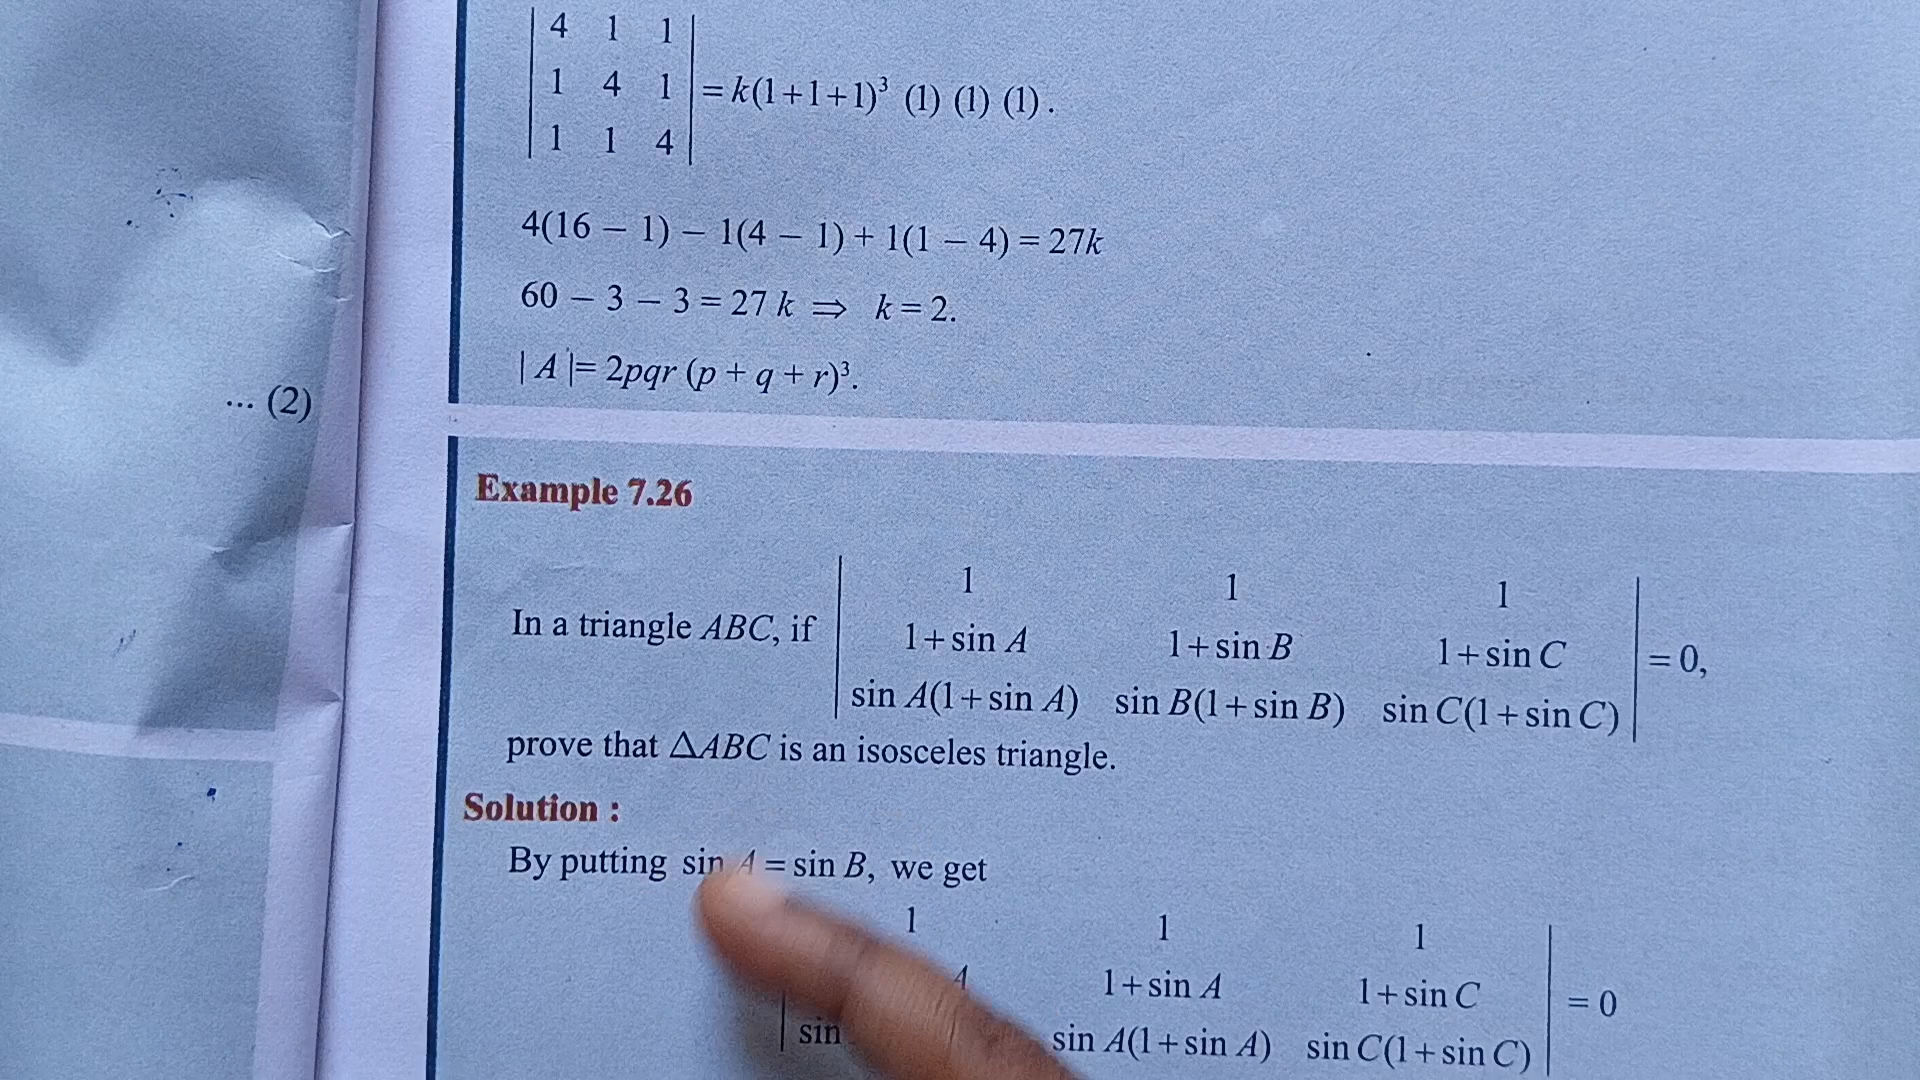 | 4 1 1 |
| 1 4 1 | = k(1+1+1)³ (1) (1) (1) .
| 1 1 4 |
4(16 – 1) – 1(4 – 1) + 1(1 – 4) = 27k
60 – 3 – 3 = 27 k ⇒ k = 2.
| A |= 2pqr (p + q + r)³.
... (2)
Example 7.26
1 1 1
In a triangle ABC, if | 1+sin A 1+sin B 1+sin C | = 0,
sin A(1+sin A) sin B(1+sin B) sin C(1+sin C)
prove that ΔABC is an isosceles triangle.
Solution :
By putting sin A = sin B, we get
1 1 1
A 1+sin A 1+sin C | = 0
sin sin A(1+sin A) sin C(1+sin C)